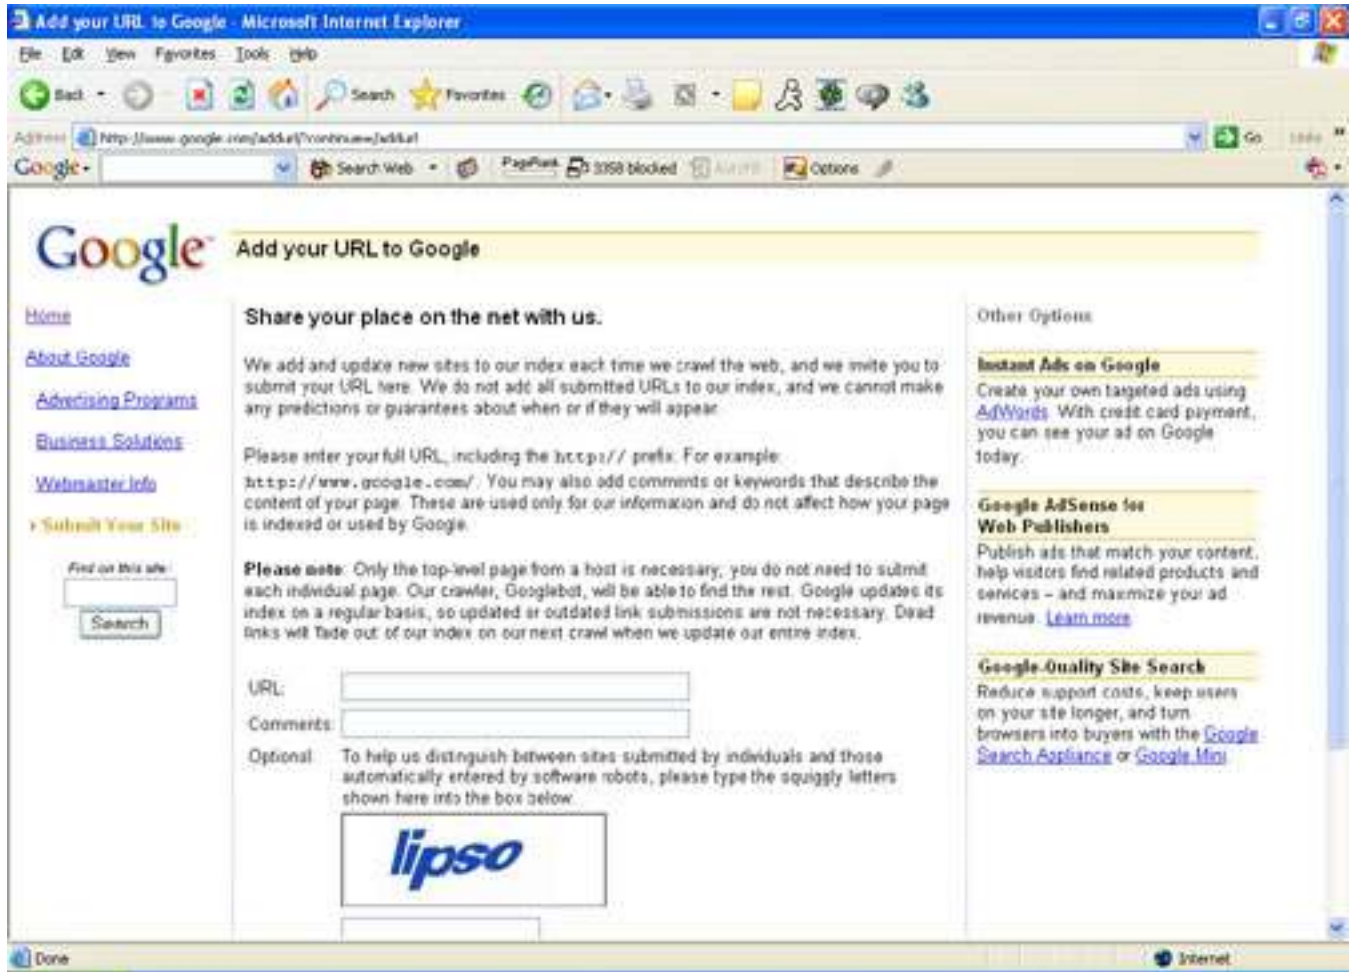 Add your URL to Google - Microsoft Internet Explorer
File Edit View Favorites Tools Help
Back Search Favorites
Address http://www.google.com/addurl/?continue=/addurl Go Links »
Google Search Web PageRank 3358 blocked AutoFill Options
Google™ Add your URL to Google
Home
About Google
Advertising Programs
Business Solutions
Webmaster Info
Submit Your Site
Find on this site:
Search
Share your place on the net with us.
We add and update new sites to our index each time we crawl the web, and we invite you to
submit your URL here. We do not add all submitted URLs to our index, and we cannot make
any predictions or guarantees about when or if they will appear.
Please enter your full URL, including the http:// prefix. For example:
http://www.google.com/. You may also add comments or keywords that describe the
content of your page. These are used only for our information and do not affect how your page
is indexed or used by Google.
Please note: Only the top-level page from a host is necessary; you do not need to submit
each individual page. Our crawler, Googlebot, will be able to find the rest. Google updates its
index on a regular basis, so updated or outdated link submissions are not necessary. Dead
links will fade out of our index on our next crawl when we update our entire index.
URL:
Comments:
Optional: To help us distinguish between sites submitted by individuals and those
automatically entered by software robots, please type the squiggly letters
shown here into the box below.
lipso
Other Options
Instant Ads on Google
Create your own targeted ads using
AdWords. With credit card payment,
you can see your ad on Google
today.
Google AdSense for
Web Publishers
Publish ads that match your content,
help visitors find related products and
services – and maximize your ad
revenue. Learn more.
Google-Quality Site Search
Reduce support costs, keep users
on your site longer, and turn
browsers into buyers with the Google
Search Appliance or Google Mini.
Done
Internet